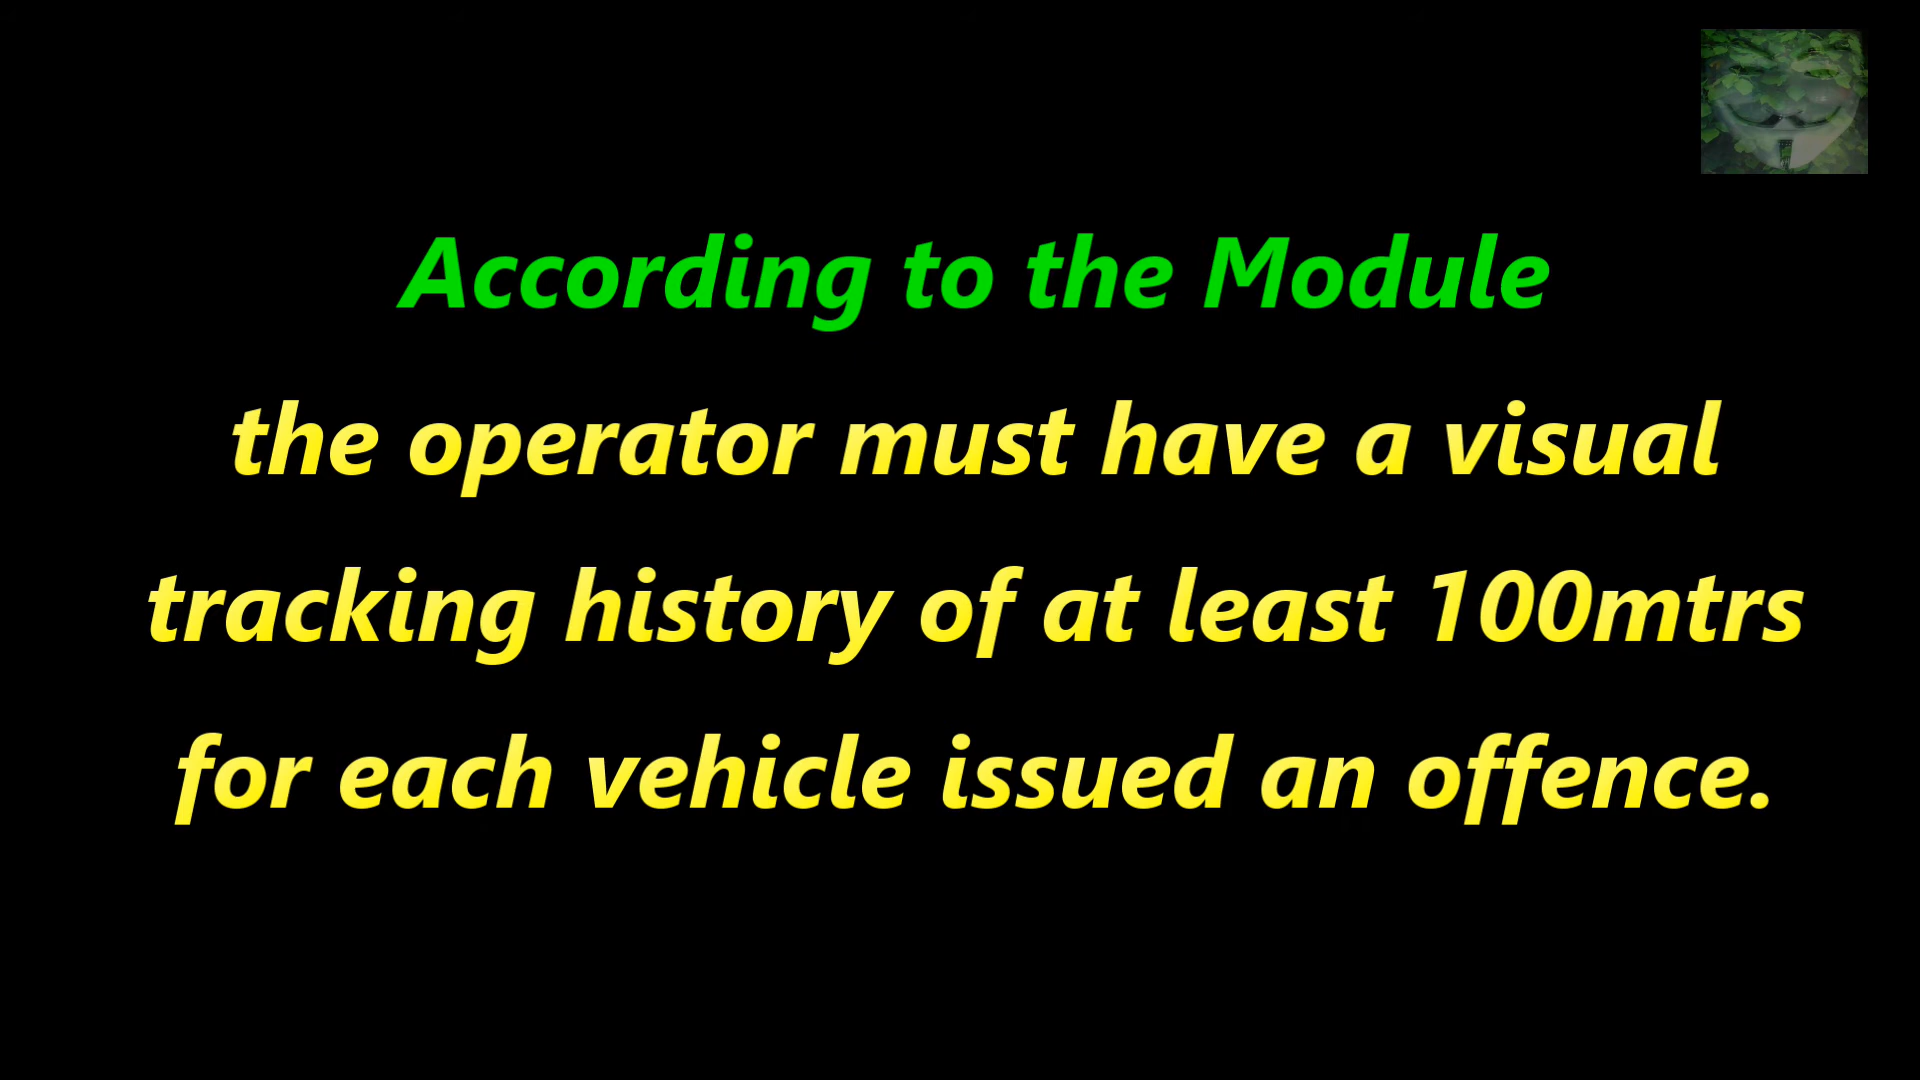 According to the Module
the operator must have a visual
tracking history of at least 100mtrs
for each vehicle issued an offence.